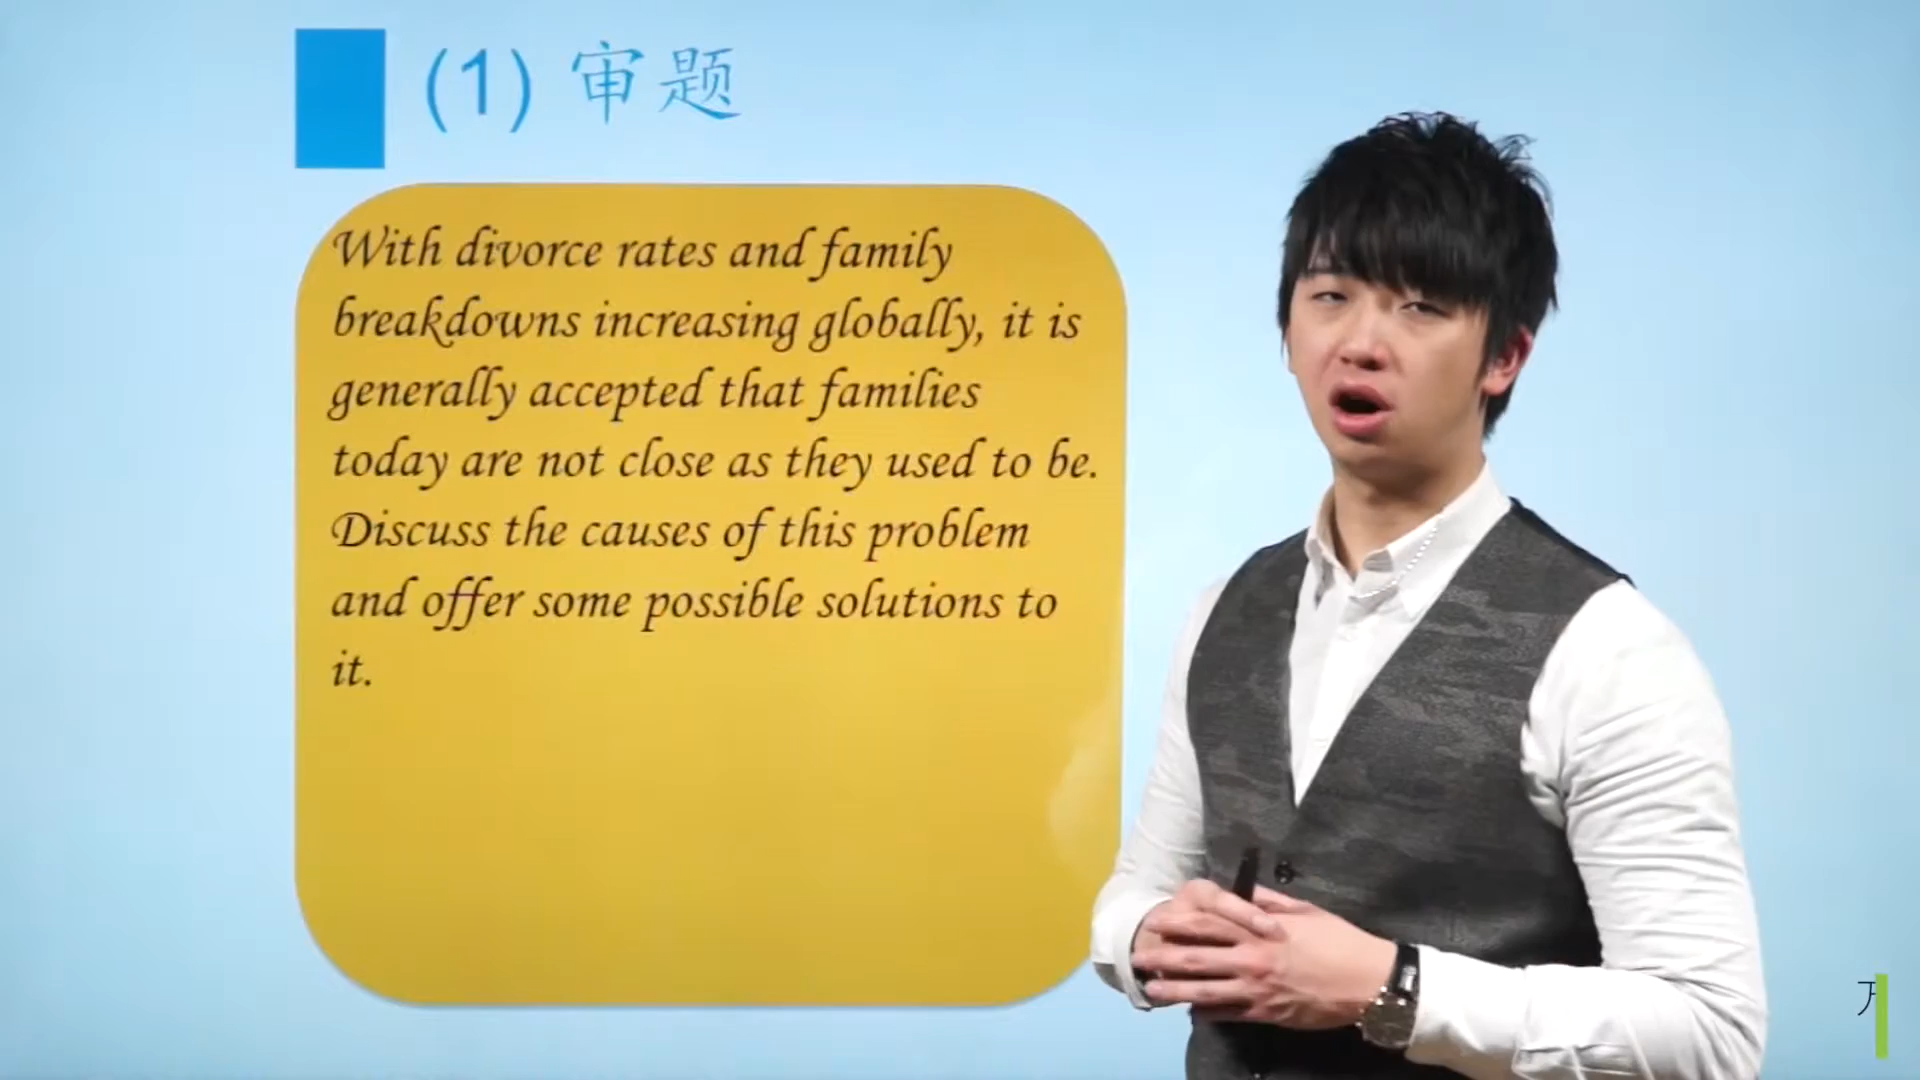 (1) 审题
With divorce rates and family
breakdowns increasing globally, it is
generally accepted that families
today are not close as they used to be.
Discuss the causes of this problem
and offer some possible solutions to
it.